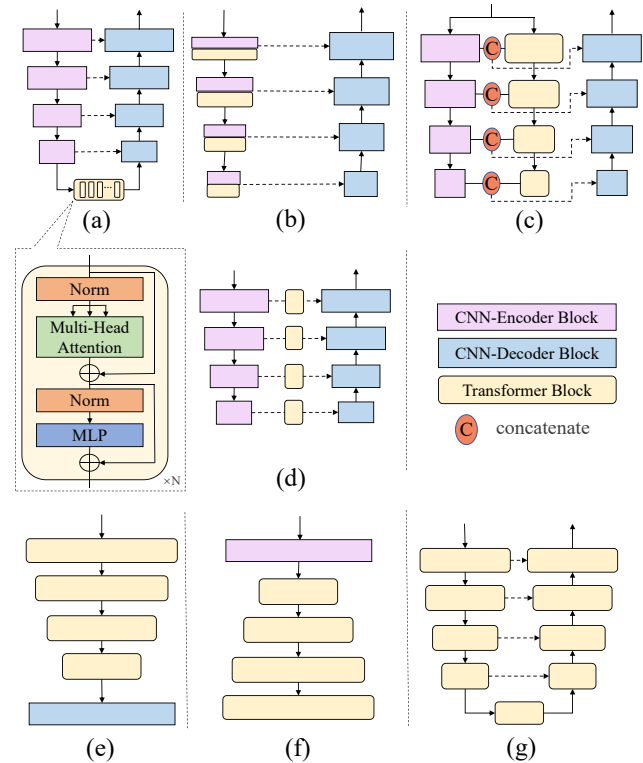 C
C
C
C
(a)
(b)
(c)
Norm
Multi-Head
Attention
Norm
MLP
×N
(d)
CNN-Encoder Block
CNN-Decoder Block
Transformer Block
C concatenate
(e)
(f)
(g)